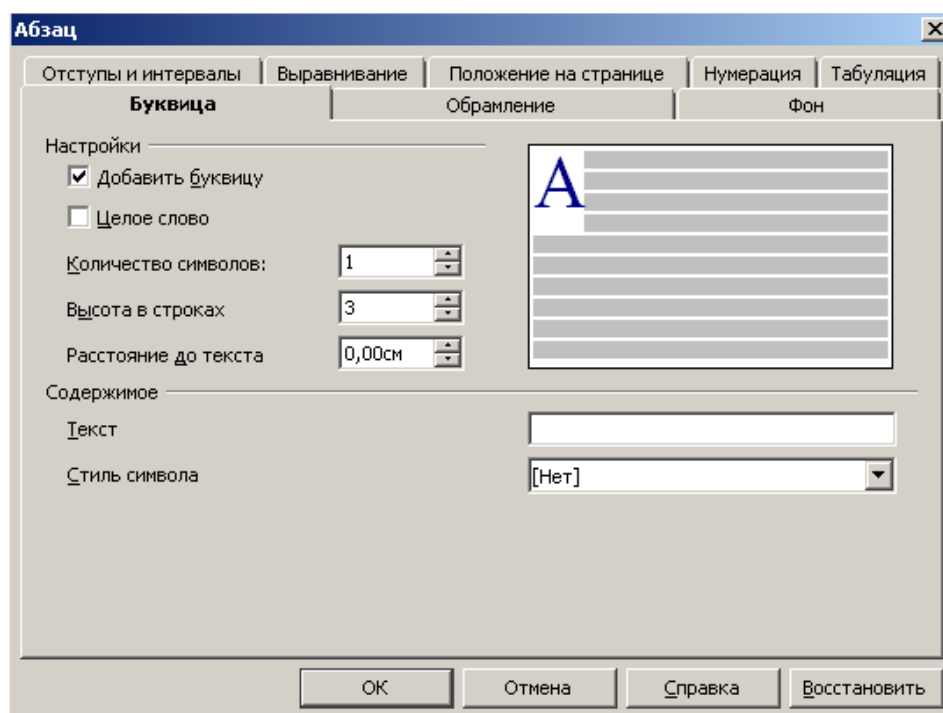 Абзац
Отступы и интервалы Выравнивание Положение на странице Нумерация Табуляция
Буквица Обрамление Фон
Настройки
Добавить буквицу
Целое слово
Количество символов: 1
Высота в строках 3
Расстояние до текста 0,00см
A
Содержимое
Текст
Стиль символа [Нет]
ОК Отмена Справка Восстановить